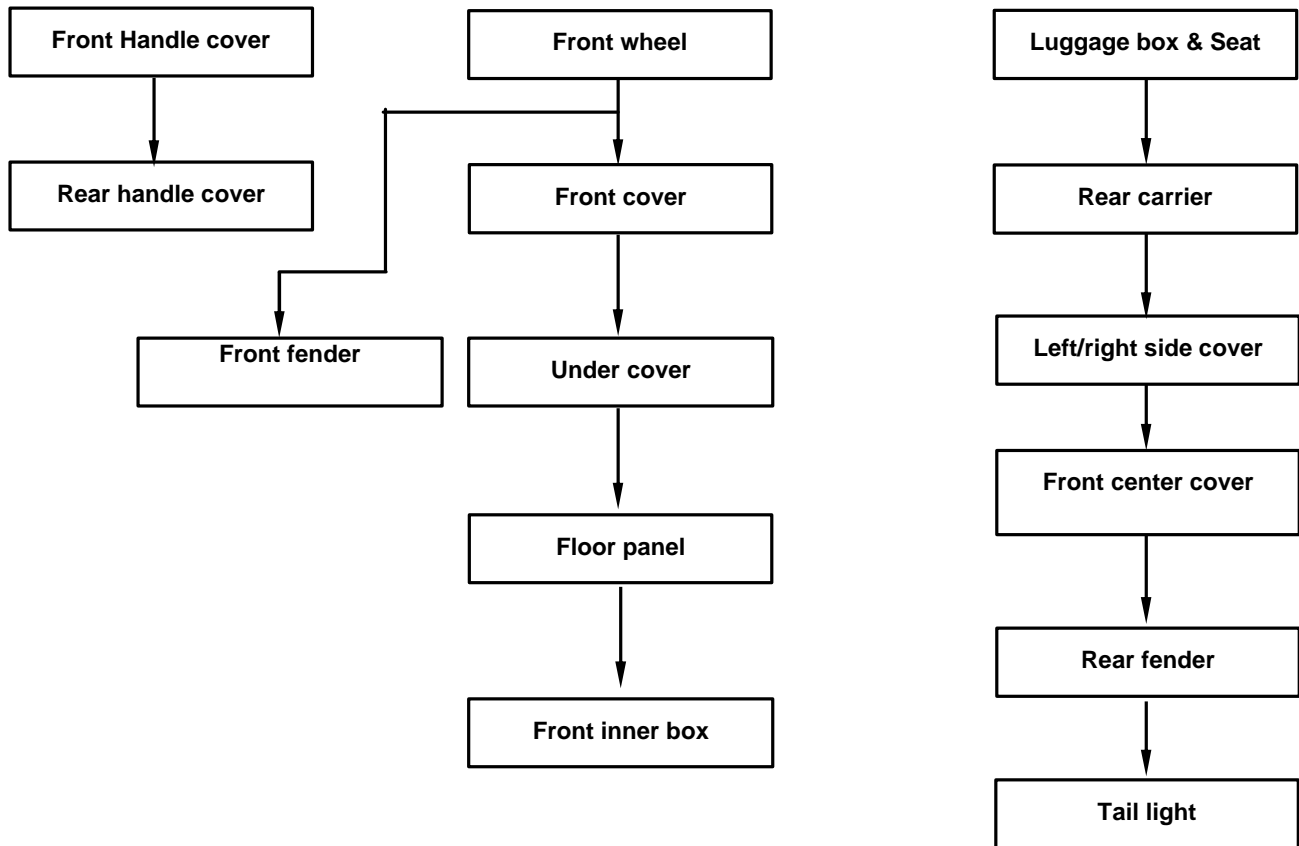 Front Handle cover
Front wheel
Luggage box & Seat
Rear handle cover
Front cover
Rear carrier
Front fender
Under cover
Left/right side cover
Front center cover
Floor panel
Rear fender
Front inner box
Tail light